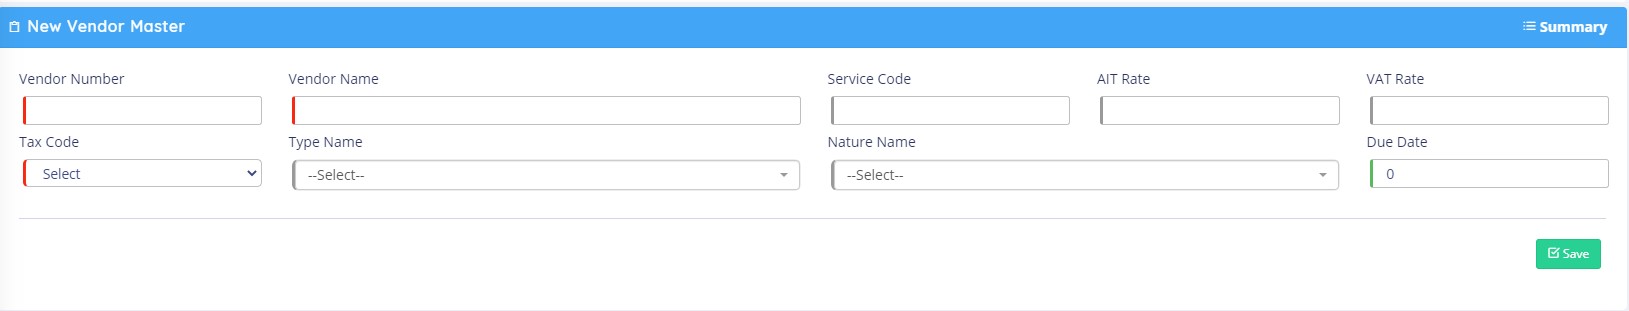 New Vendor Master Summary
Vendor Number Vendor Name Service Code AIT Rate VAT Rate
Tax Code Type Name Nature Name Due Date
Select --Select-- --Select-- 0
Save